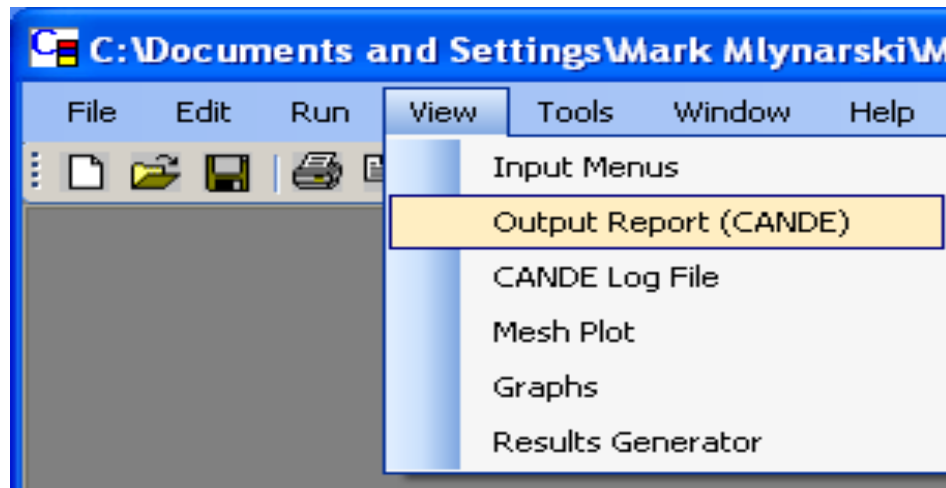 C:\Documents and Settings\Mark Mlynarski\M
File Edit Run View Tools Window Help
Input Menus
Output Report (CANDE)
CANDE Log File
Mesh Plot
Graphs
Results Generator